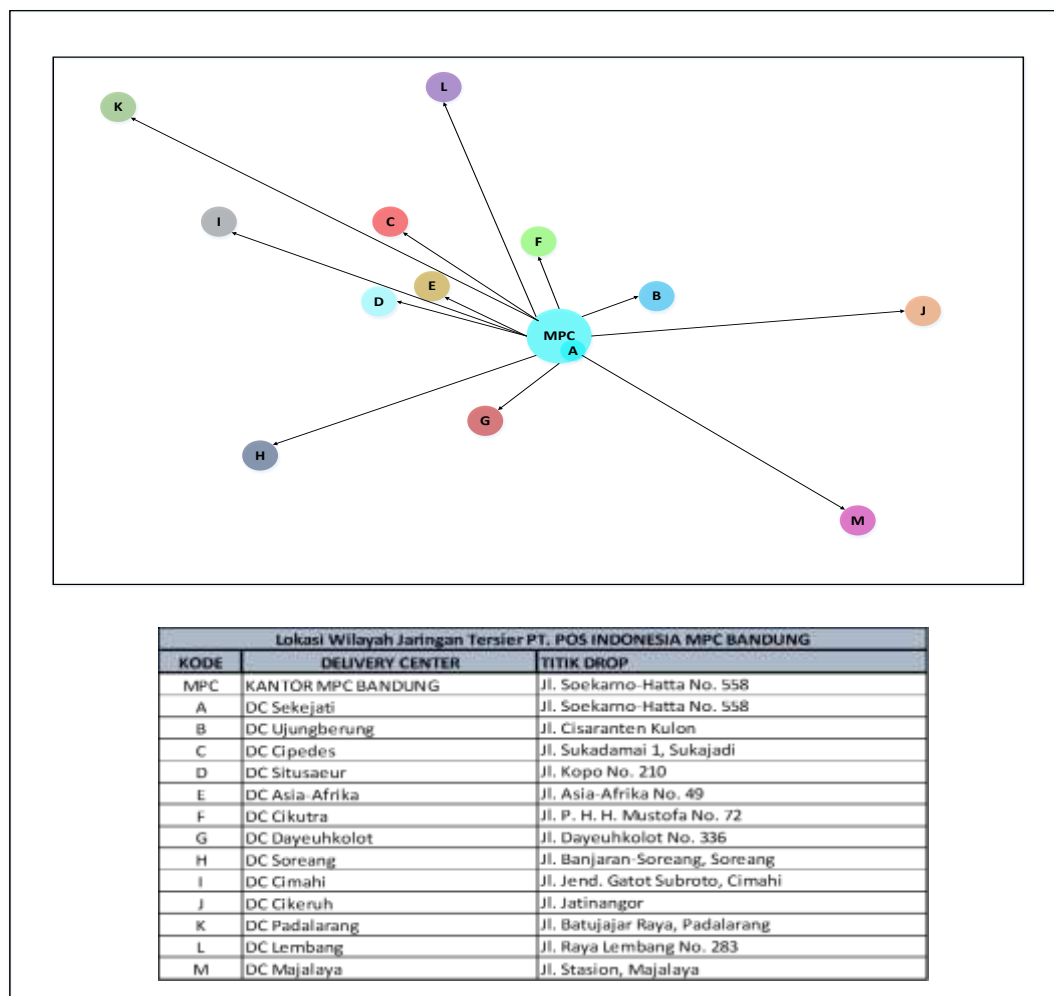 L
K
I
C
F
E
D
B
J
MPC
A
G
H
M
Lokasi Wilayah Jaringan Tersier PT. POS INDONESIA MPC BANDUNG
KODE DELIVERY CENTER TITIK DROP
MPC KANTOR MPC BANDUNG Jl. Soekarno-Hatta No. 558
A DC Sekejati Jl. Soekarno-Hatta No. 558
B DC Ujungberung Jl. Cisaranten Kulon
C DC Cipedes Jl. Sukadamai 1, Sukajadi
D DC Situsaeur Jl. Kopo No. 210
E DC Asia-Afrika Jl. Asia-Afrika No. 49
F DC Cikutra Jl. P. H. H. Mustofa No. 72
G DC Dayeuhkolot Jl. Dayeuhkolot No. 336
H DC Soreang Jl. Banjaran-Soreang, Soreang
I DC Cimahi Jl. Jend. Gatot Subroto, Cimahi
J DC Cikeruh Jl. Jatinangor
K DC Padalarang Jl. Batujajar Raya, Padalarang
L DC Lembang Jl. Raya Lembang No. 283
M DC Majalaya Jl. Stasion, Majalaya